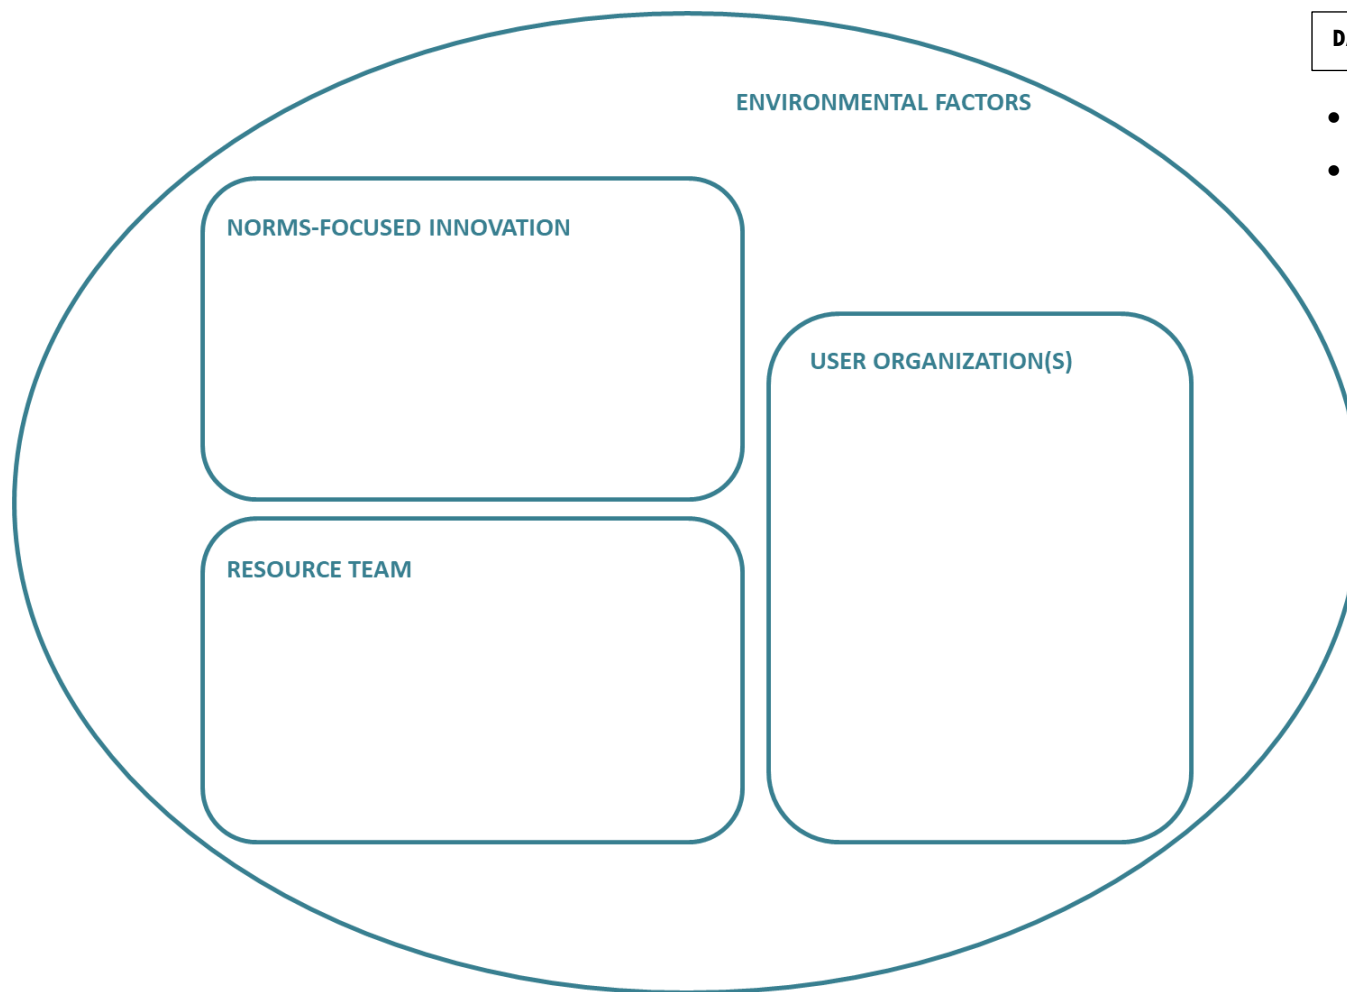 ENVIRONMENTAL FACTORS
NORMS-FOCUSED INNOVATION
USER ORGANIZATION(S)
RESOURCE TEAM